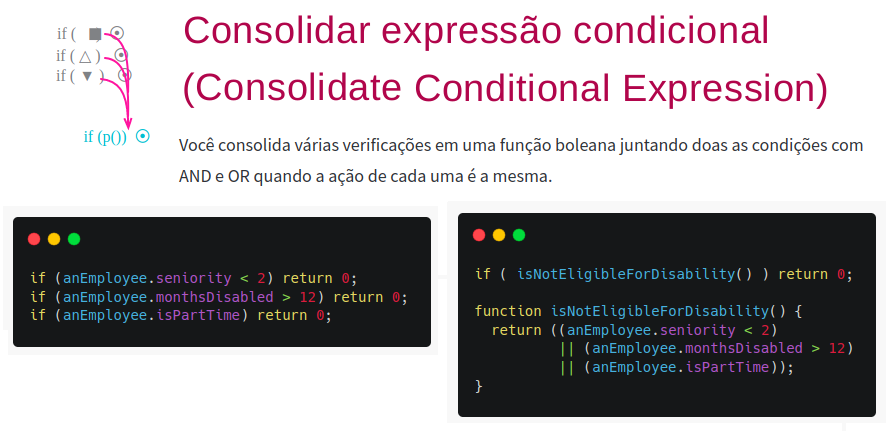 if ( ■ ) ⦿
if ( △ ) ⦿
if ( ▼ ) ⦿
if (p()) ⦿
Consolidar expressão condicional
(Consolidate Conditional Expression)
Você consolida várias verificações em uma função boleana juntando doas as condições com
AND e OR quando a ação de cada uma é a mesma.
if (anEmployee.seniority < 2) return 0;
if (anEmployee.monthsDisabled > 12) return 0;
if (anEmployee.isPartTime) return 0;
if ( isNotEligibleForDisability() ) return 0;
function isNotEligibleForDisability() {
return ((anEmployee.seniority < 2)
|| (anEmployee.monthsDisabled > 12)
|| (anEmployee.isPartTime));
}